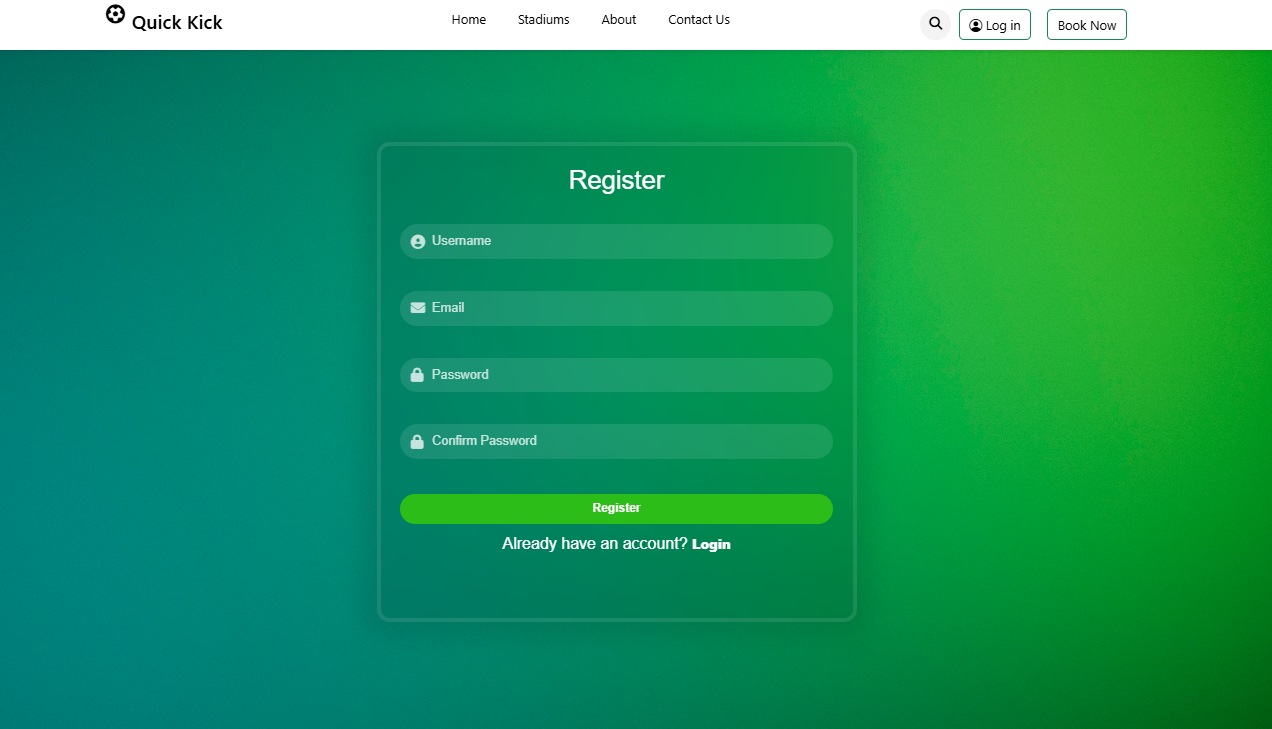 Quick Kick
Home Stadiums About Contact Us
Log in
Book Now
Register
Username
Email
Password
Confirm Password
Register
Already have an account? Login